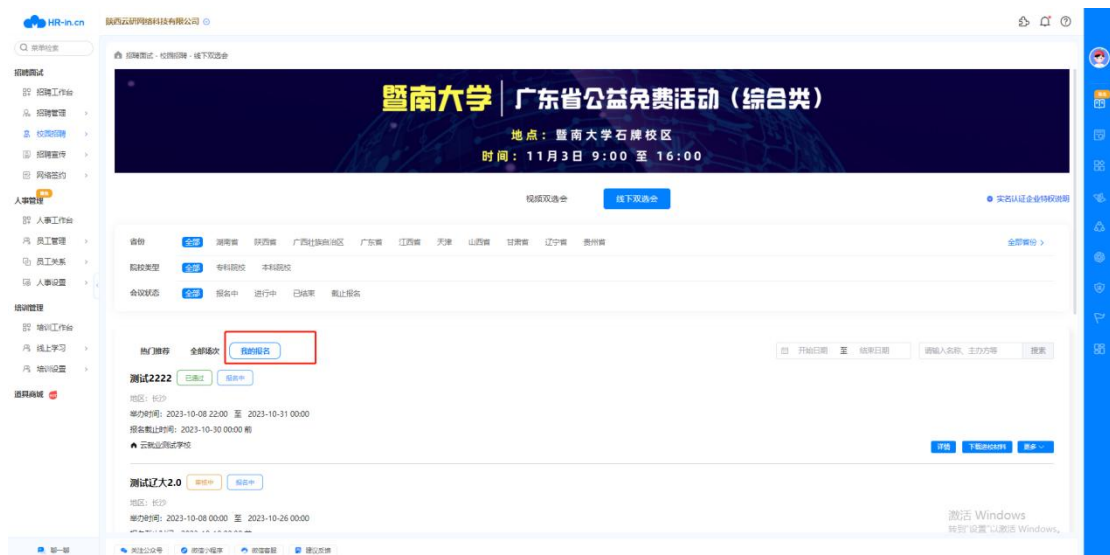 HR-in.cn
陕西云研网络科技有限公司
菜单检索
招聘面试 - 校园招聘 - 线下双选会
招聘面试
招聘工作台
招聘管理
校园招聘
招聘宣传
网络签约
人事管理
人事工作台
员工管理
员工关系
人事设置
培训管理
培训工作台
线上学习
培训设置
道具商城
聊一聊
暨南大学 | 广东省公益免费活动（综合类）
地点：暨南大学石牌校区
时间：11月3日 9:00 至 16:00
视频双选会 线下双选会 实名认证企业特权说明
省份 全部 湖南省 陕西省 广西壮族自治区 广东省 江西省 天津 山西省 甘肃省 辽宁省 贵州省 全部省份
院校类型 全部 专科院校 本科院校
会议状态 全部 报名中 进行中 已结束 截止报名
热门推荐 全部场次 我的报名 开始日期 至 结束日期 请输入名称、主办方等 搜索
测试2222 已通过 报名中
地区：长沙
举办时间：2023-10-08 22:00 至 2023-10-31 00:00
报名截止时间：2023-10-30 00:00 前
云就业测试学校 详情 下载进校材料 更多
测试辽大2.0 审核中 报名中
地区：长沙
举办时间：2023-10-08 00:00 至 2023-10-26 00:00
激活 Windows
转到"设置"以激活 Windows。
关注公众号 微信小程序 微信客服 建议反馈